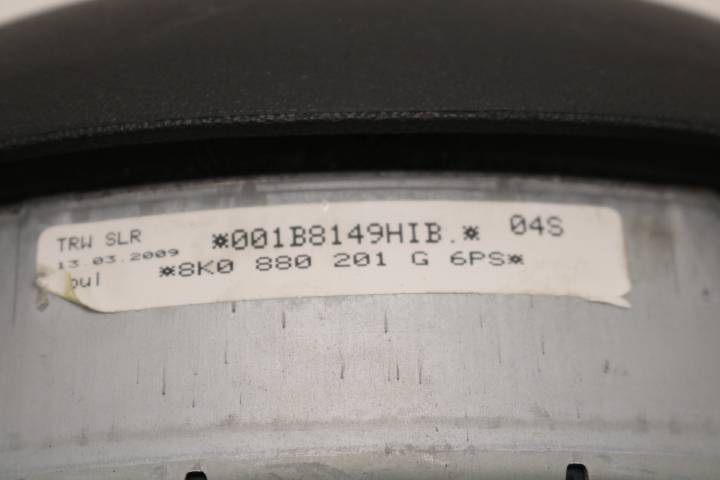 TRW SLR *001B8149HIB.* 04S
13.03.2009 *8K0 880 201 G 6PS*